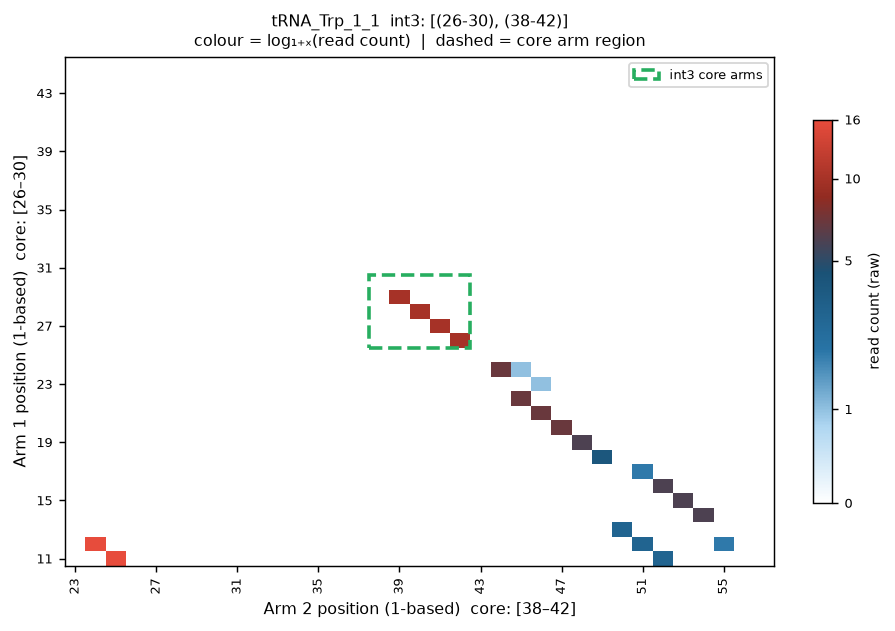 tRNA_Trp_1_1  int3: [(26-30), (38-42)]
colour = log₁₊ₓ(read count)  |  dashed = core arm region
int3 core arms
Arm 1 position (1-based)  core: [26–30]
43
39
35
31
27
23
19
15
11
23 27 31 35 39 43 47 51 55
Arm 2 position (1-based)  core: [38–42]
16
10
5
1
0
read count (raw)